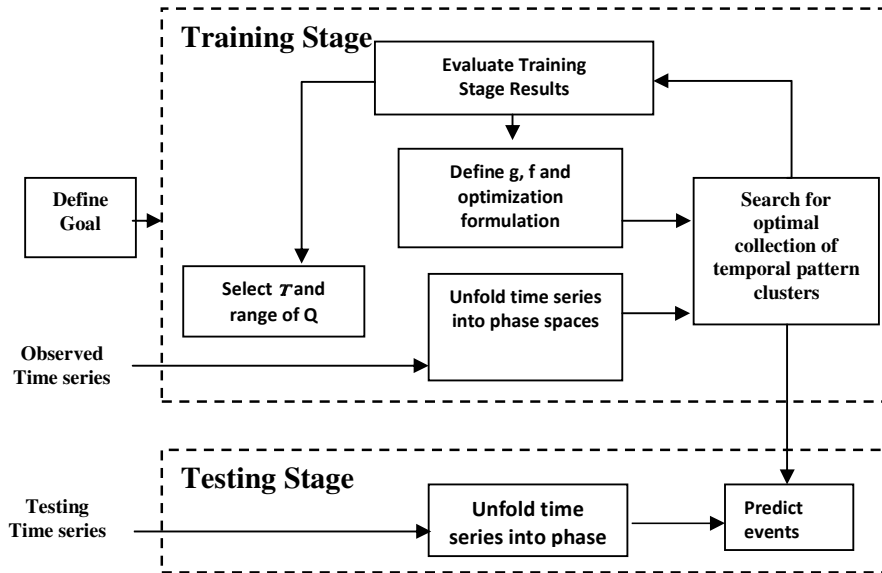 Training Stage
Evaluate Training
Stage Results
Define g, f and
optimization
formulation
Define
Goal
Search for
optimal
collection of
temporal pattern
clusters
Select T and
range of Q
Unfold time series
into phase spaces
Observed
Time series
Testing Stage
Testing
Time series
Unfold time
series into phase
Predict
events